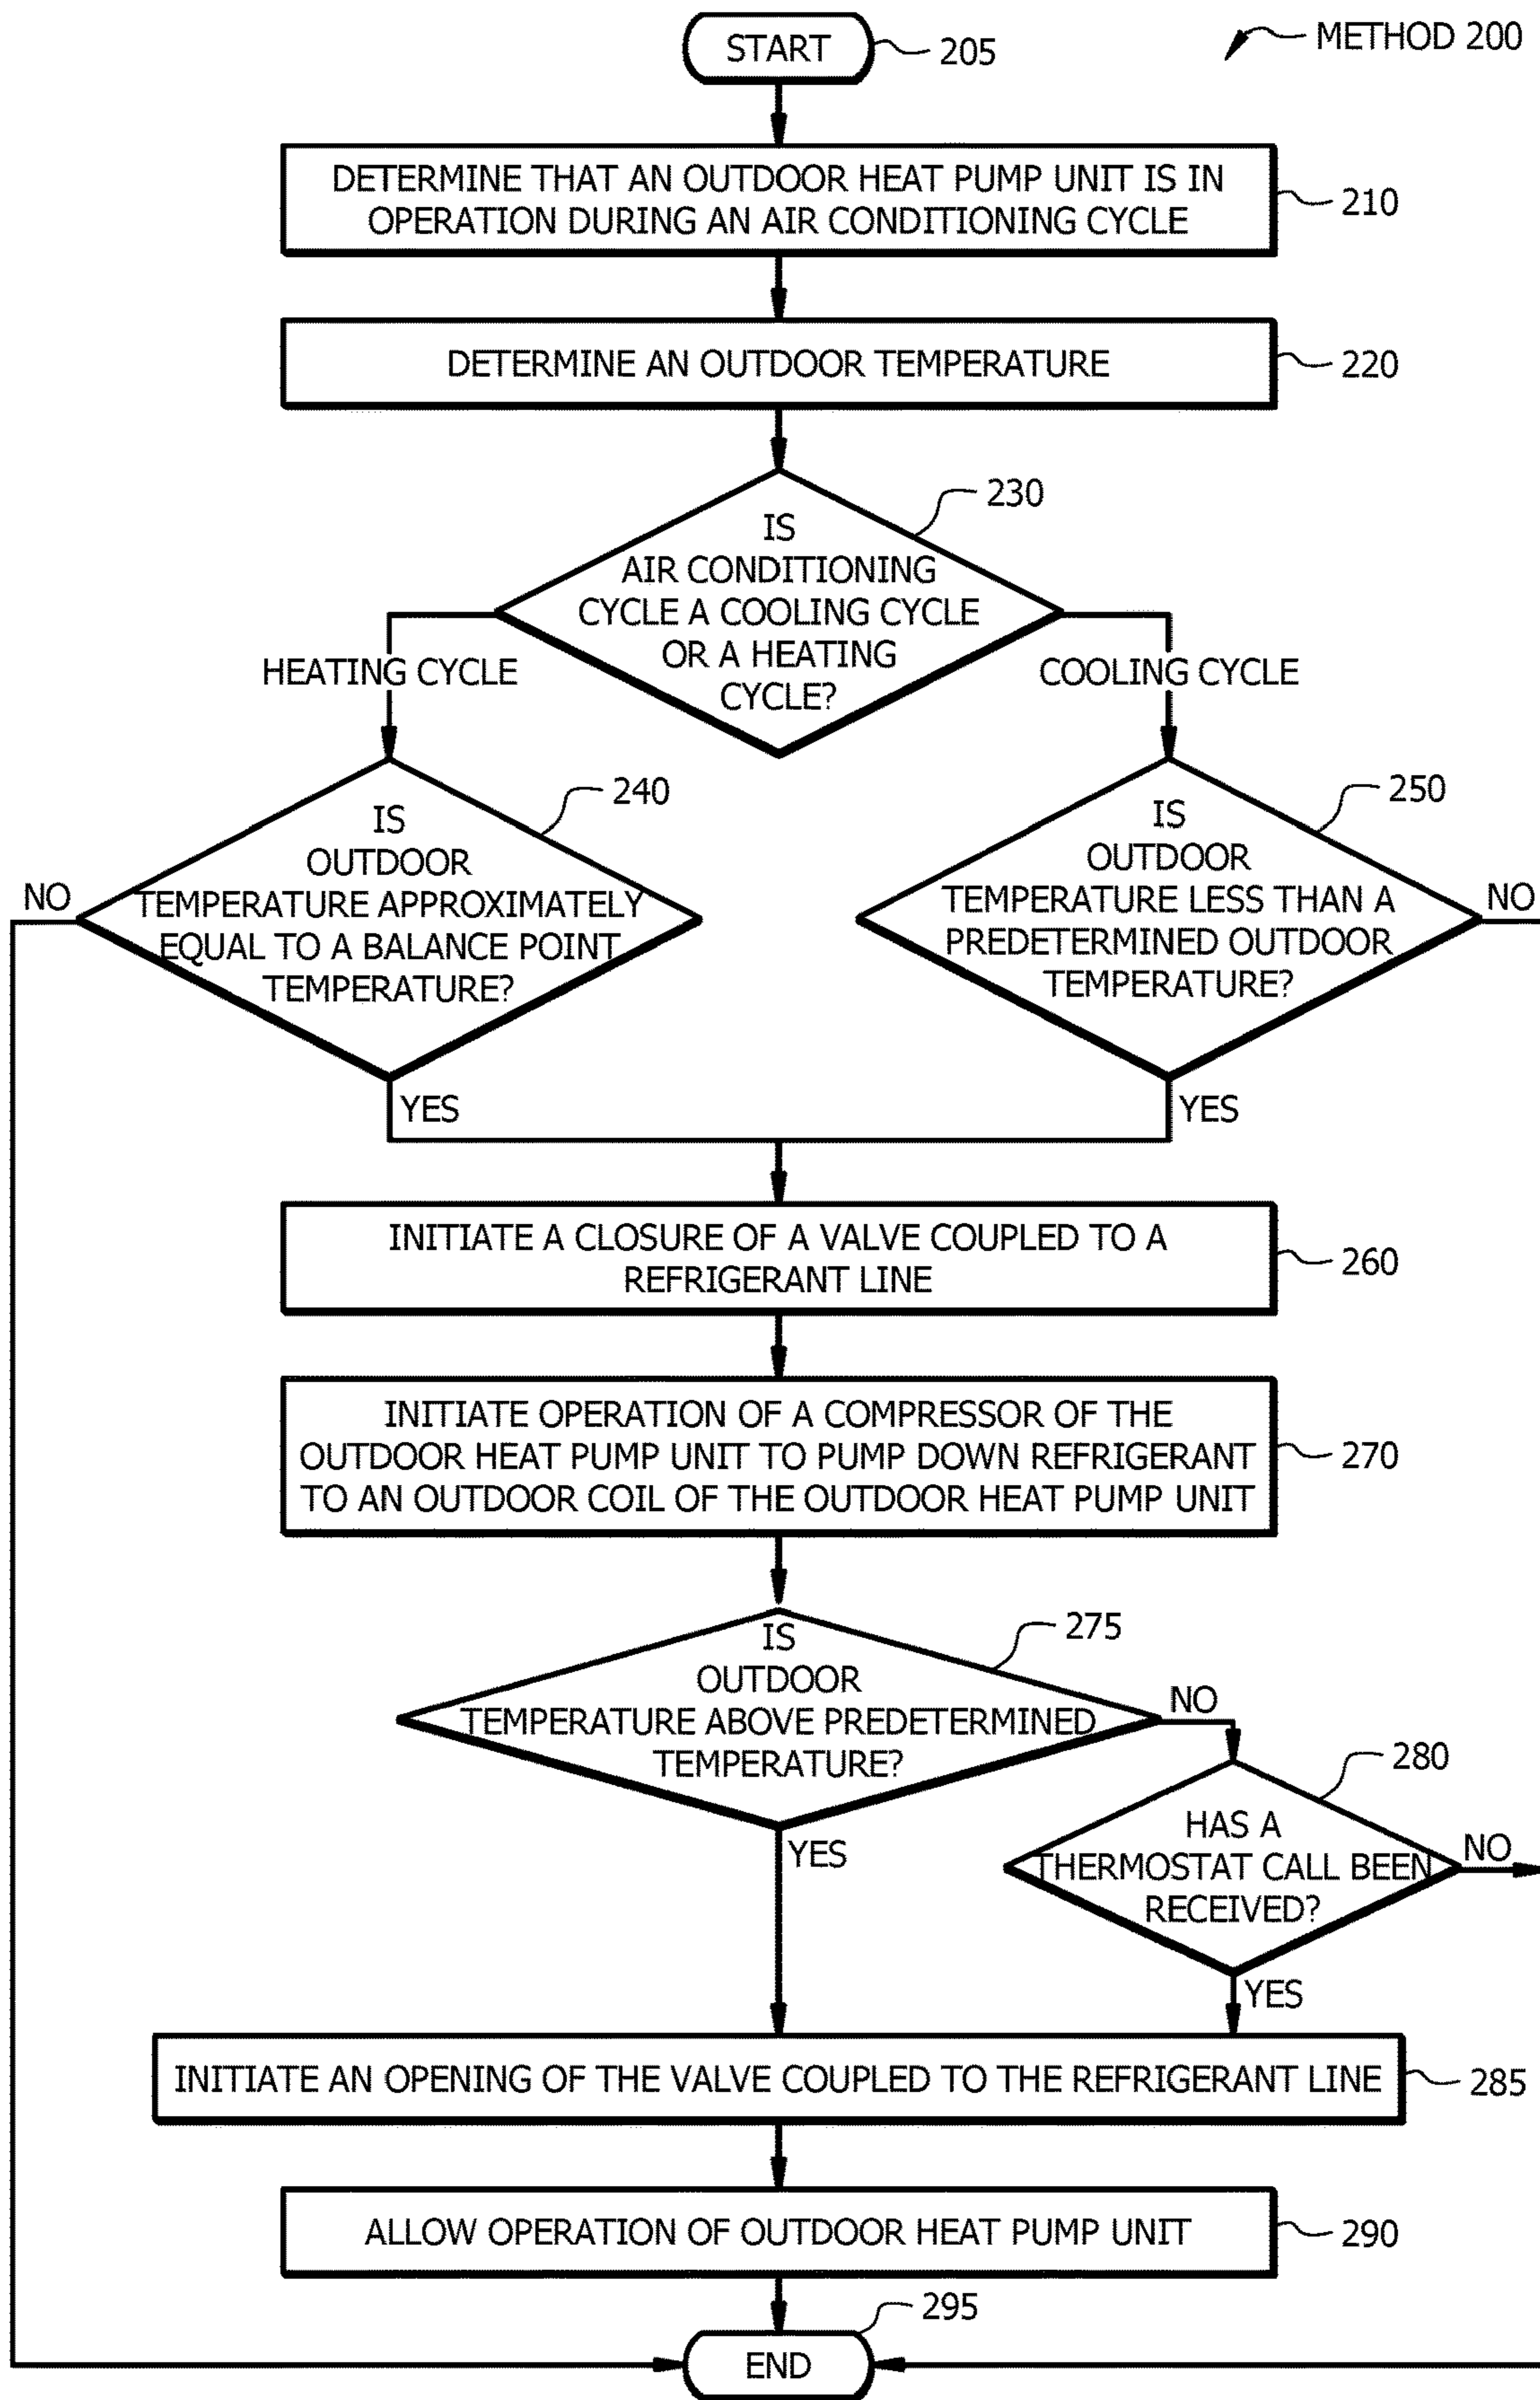 START
205
METHOD 200
DETERMINE THAT AN OUTDOOR HEAT PUMP UNIT IS IN
OPERATION DURING AN AIR CONDITIONING CYCLE
210
DETERMINE AN OUTDOOR TEMPERATURE
220
230
IS
AIR CONDITIONING
CYCLE A COOLING CYCLE
OR A HEATING
CYCLE?
HEATING CYCLE
COOLING CYCLE
240
IS
OUTDOOR
TEMPERATURE APPROXIMATELY
EQUAL TO A BALANCE POINT
TEMPERATURE?
NO
YES
250
IS
OUTDOOR
TEMPERATURE LESS THAN A
PREDETERMINED OUTDOOR
TEMPERATURE?
NO
YES
INITIATE A CLOSURE OF A VALVE COUPLED TO A
REFRIGERANT LINE
260
INITIATE OPERATION OF A COMPRESSOR OF THE
OUTDOOR HEAT PUMP UNIT TO PUMP DOWN REFRIGERANT
TO AN OUTDOOR COIL OF THE OUTDOOR HEAT PUMP UNIT
270
275
IS
OUTDOOR
TEMPERATURE ABOVE PREDETERMINED
TEMPERATURE?
NO
YES
280
HAS A
THERMOSTAT CALL BEEN
RECEIVED?
NO
YES
INITIATE AN OPENING OF THE VALVE COUPLED TO THE REFRIGERANT LINE
285
ALLOW OPERATION OF OUTDOOR HEAT PUMP UNIT
290
295
END